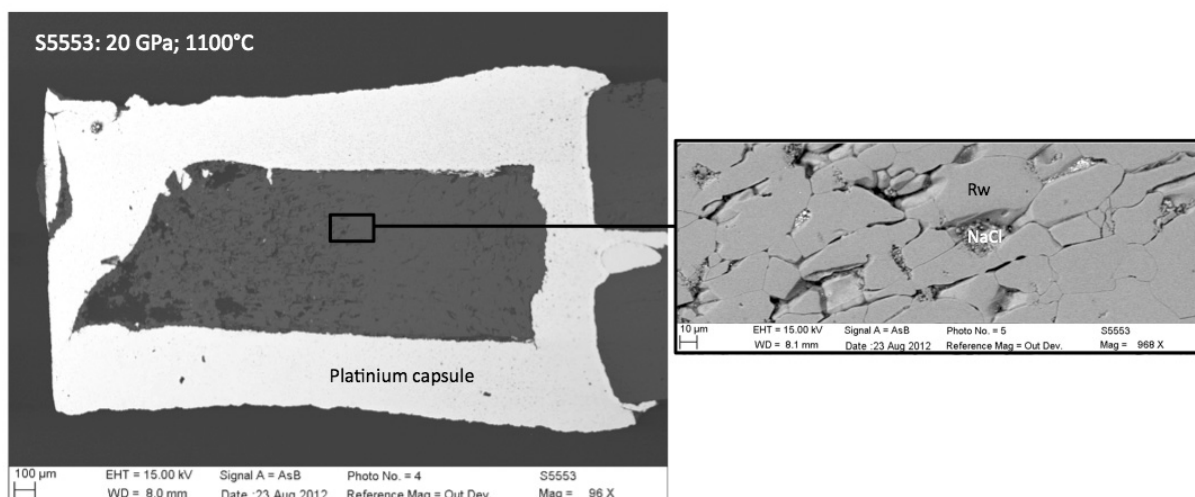 S5553: 20 GPa; 1100°C
Platinium capsule
100 µm EHT = 15.00 kV Signal A = AsB Photo No. = 4 S5553
WD = 8.0 mm Date :23 Aug 2012 Reference Mag = Out Dev. Mag = 96 X
Rw
NaCl
10 µm EHT = 15.00 kV Signal A = AsB Photo No. = 5 S5553
WD = 8.1 mm Date :23 Aug 2012 Reference Mag = Out Dev. Mag = 968 X